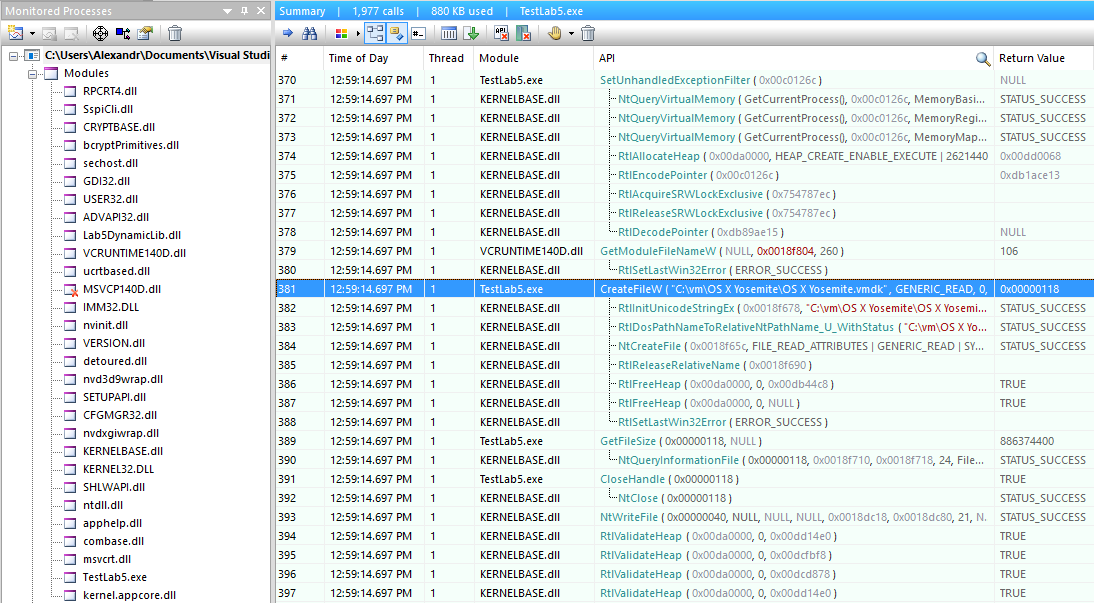 Monitored Processes
C:\Users\Alexandr\Documents\Visual Studi
Modules
RPCRT4.dll
SspiCli.dll
CRYPTBASE.dll
bcryptPrimitives.dll
sechost.dll
GDI32.dll
USER32.dll
ADVAPI32.dll
Lab5DynamicLib.dll
VCRUNTIME140D.dll
ucrtbased.dll
MSVCP140D.dll
IMM32.DLL
nvinit.dll
VERSION.dll
detoured.dll
nvd3d9wrap.dll
SETUPAPI.dll
CFGMGR32.dll
nvdxgiwrap.dll
KERNELBASE.dll
KERNEL32.DLL
SHLWAPI.dll
ntdll.dll
apphelp.dll
combase.dll
msvcrt.dll
TestLab5.exe
kernel.appcore.dll
Summary | 1,977 calls | 880 KB used | TestLab5.exe
# Time of Day Thread Module API Return Value
370 12:59:14.697 PM 1 TestLab5.exe SetUnhandledExceptionFilter ( 0x00c0126c ) NULL
371 12:59:14.697 PM 1 KERNELBASE.dll NtQueryVirtualMemory ( GetCurrentProcess(), 0x00c0126c, MemoryBasi... STATUS_SUCCESS
372 12:59:14.697 PM 1 KERNELBASE.dll NtQueryVirtualMemory ( GetCurrentProcess(), 0x00c0126c, MemoryRegi... STATUS_SUCCESS
373 12:59:14.697 PM 1 KERNELBASE.dll NtQueryVirtualMemory ( GetCurrentProcess(), 0x00c0126c, MemoryMap... STATUS_SUCCESS
374 12:59:14.697 PM 1 KERNELBASE.dll RtlAllocateHeap ( 0x00da0000, HEAP_CREATE_ENABLE_EXECUTE | 2621440 0x00dd0068
375 12:59:14.697 PM 1 KERNELBASE.dll RtlEncodePointer ( 0x00c0126c ) 0xdb1ace13
376 12:59:14.697 PM 1 KERNELBASE.dll RtlAcquireSRWLockExclusive ( 0x754787ec )
377 12:59:14.697 PM 1 KERNELBASE.dll RtlReleaseSRWLockExclusive ( 0x754787ec )
378 12:59:14.697 PM 1 KERNELBASE.dll RtlDecodePointer ( 0xdb89ae15 ) NULL
379 12:59:14.697 PM 1 VCRUNTIME140D.dll GetModuleFileNameW ( NULL, 0x0018f804, 260 ) 106
380 12:59:14.697 PM 1 KERNELBASE.dll RtlSetLastWin32Error ( ERROR_SUCCESS )
381 12:59:14.697 PM 1 TestLab5.exe CreateFileW ( "C:\vm\OS X Yosemite\OS X Yosemite.vmdk", GENERIC_READ, 0, 0x00000118
382 12:59:14.697 PM 1 KERNELBASE.dll RtlInitUnicodeStringEx ( 0x0018f678, "C:\vm\OS X Yosemite\OS X Yosemi... STATUS_SUCCESS
383 12:59:14.697 PM 1 KERNELBASE.dll RtlDosPathNameToRelativeNtPathName_U_WithStatus ( "C:\vm\OS X Yo... STATUS_SUCCESS
384 12:59:14.697 PM 1 KERNELBASE.dll NtCreateFile ( 0x0018f65c, FILE_READ_ATTRIBUTES | GENERIC_READ | SY... STATUS_SUCCESS
385 12:59:14.697 PM 1 KERNELBASE.dll RtlReleaseRelativeName ( 0x0018f690 )
386 12:59:14.697 PM 1 KERNELBASE.dll RtlFreeHeap ( 0x00da0000, 0, 0x00db44c8 ) TRUE
387 12:59:14.697 PM 1 KERNELBASE.dll RtlFreeHeap ( 0x00da0000, 0, NULL ) TRUE
388 12:59:14.697 PM 1 KERNELBASE.dll RtlSetLastWin32Error ( ERROR_SUCCESS )
389 12:59:14.697 PM 1 TestLab5.exe GetFileSize ( 0x00000118, NULL ) 886374400
390 12:59:14.697 PM 1 KERNELBASE.dll NtQueryInformationFile ( 0x00000118, 0x0018f710, 0x0018f718, 24, File... STATUS_SUCCESS
391 12:59:14.697 PM 1 TestLab5.exe CloseHandle ( 0x00000118 ) TRUE
392 12:59:14.697 PM 1 KERNELBASE.dll NtClose ( 0x00000118 ) STATUS_SUCCESS
393 12:59:14.697 PM 1 KERNELBASE.dll NtWriteFile ( 0x00000040, NULL, NULL, NULL, 0x0018dc18, 0x0018dc80, 21, N. STATUS_SUCCESS
394 12:59:14.697 PM 1 KERNELBASE.dll RtlValidateHeap ( 0x00da0000, 0, 0x00dd14e0 ) TRUE
395 12:59:14.697 PM 1 KERNELBASE.dll RtlValidateHeap ( 0x00da0000, 0, 0x00dcfbf8 ) TRUE
396 12:59:14.697 PM 1 KERNELBASE.dll RtlValidateHeap ( 0x00da0000, 0, 0x00dcd878 ) TRUE
397 12:59:14.697 PM 1 KERNELBASE.dll RtlValidateHeap ( 0x00da0000, 0, 0x00dd14e0 ) TRUE